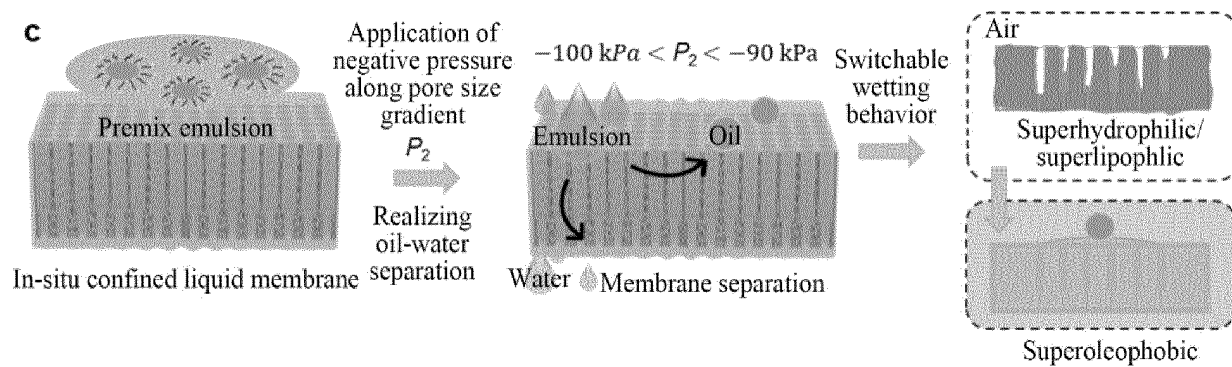 c
Premix emulsion
In-situ confined liquid membrane
Application of
negative pressure
along pore size
gradient
P₂
Realizing
oil-water
separation
−100 kPa < P₂ < −90 kPa
Emulsion
Oil
Water
Membrane separation
Switchable
wetting
behavior
Air
Superhydrophilic/
superlipophlic
Superoleophobic